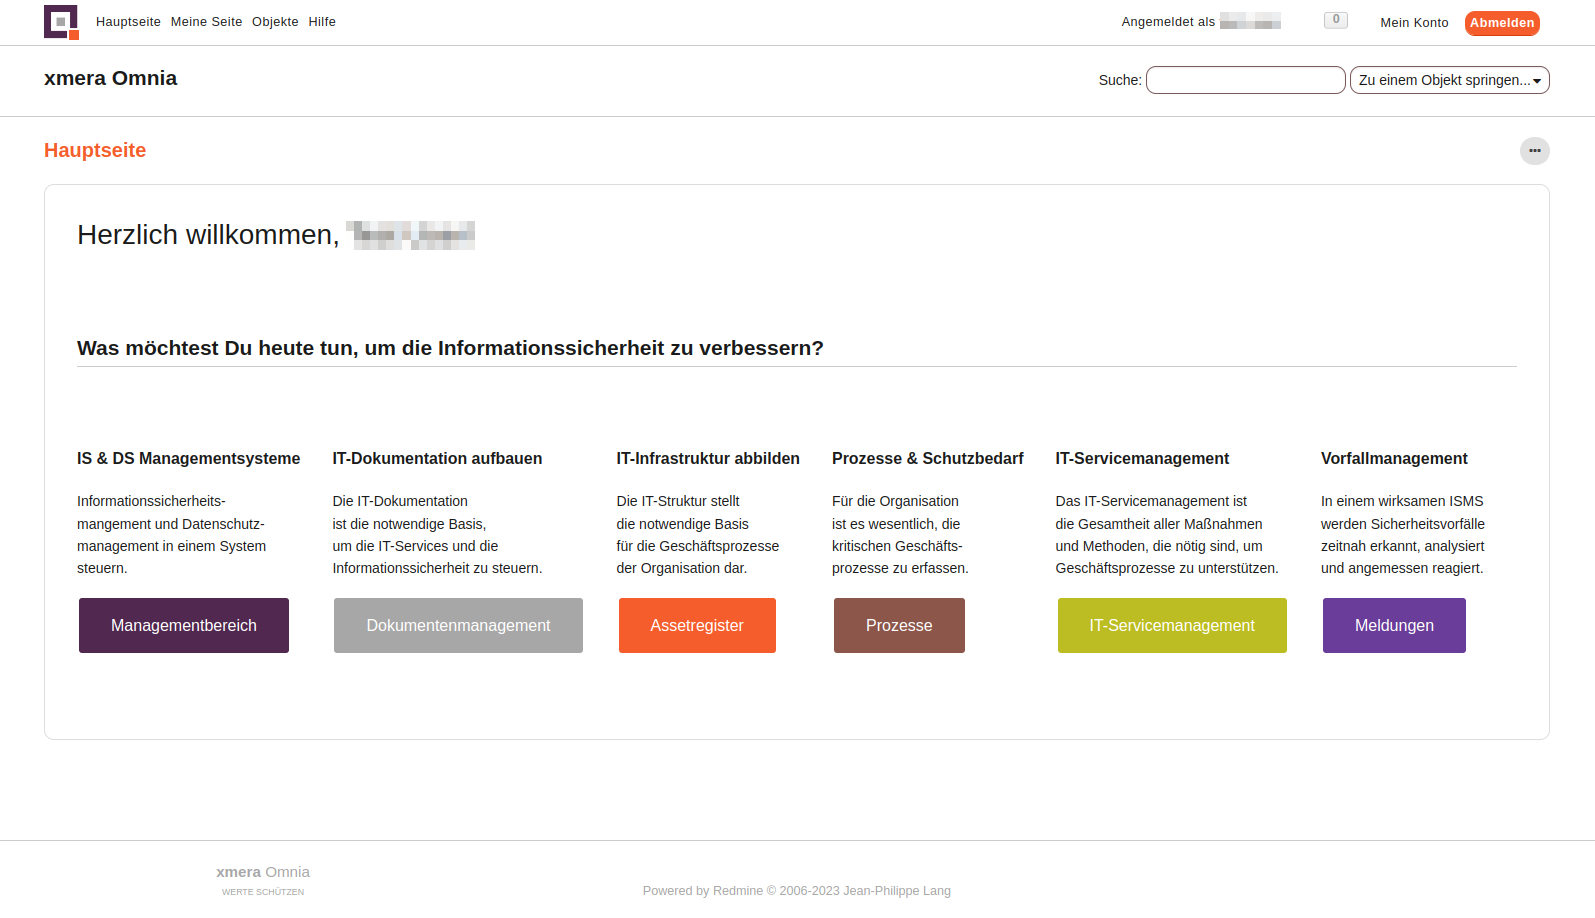 Hauptseite Meine Seite Objekte Hilfe
Angemeldet als
0
Mein Konto
Abmelden
xmera Omnia
Suche:
Zu einem Objekt springen...
Hauptseite
Herzlich willkommen,
Was möchtest Du heute tun, um die Informationssicherheit zu verbessern?
IS & DS Managementsysteme
Informationssicherheits-
mangement und Datenschutz-
management in einem System
steuern.
Managementbereich
IT-Dokumentation aufbauen
Die IT-Dokumentation
ist die notwendige Basis,
um die IT-Services und die
Informationssicherheit zu steuern.
Dokumentenmanagement
IT-Infrastruktur abbilden
Die IT-Struktur stellt
die notwendige Basis
für die Geschäftsprozesse
der Organisation dar.
Assetregister
Prozesse & Schutzbedarf
Für die Organisation
ist es wesentlich, die
kritischen Geschäfts-
prozesse zu erfassen.
Prozesse
IT-Servicemanagement
Das IT-Servicemanagement ist
die Gesamtheit aller Maßnahmen
und Methoden, die nötig sind, um
Geschäftsprozesse zu unterstützen.
IT-Servicemanagement
Vorfallmanagement
In einem wirksamen ISMS
werden Sicherheitsvorfälle
zeitnah erkannt, analysiert
und angemessen reagiert.
Meldungen
xmera Omnia
WERTE SCHÜTZEN
Powered by Redmine © 2006-2023 Jean-Philippe Lang